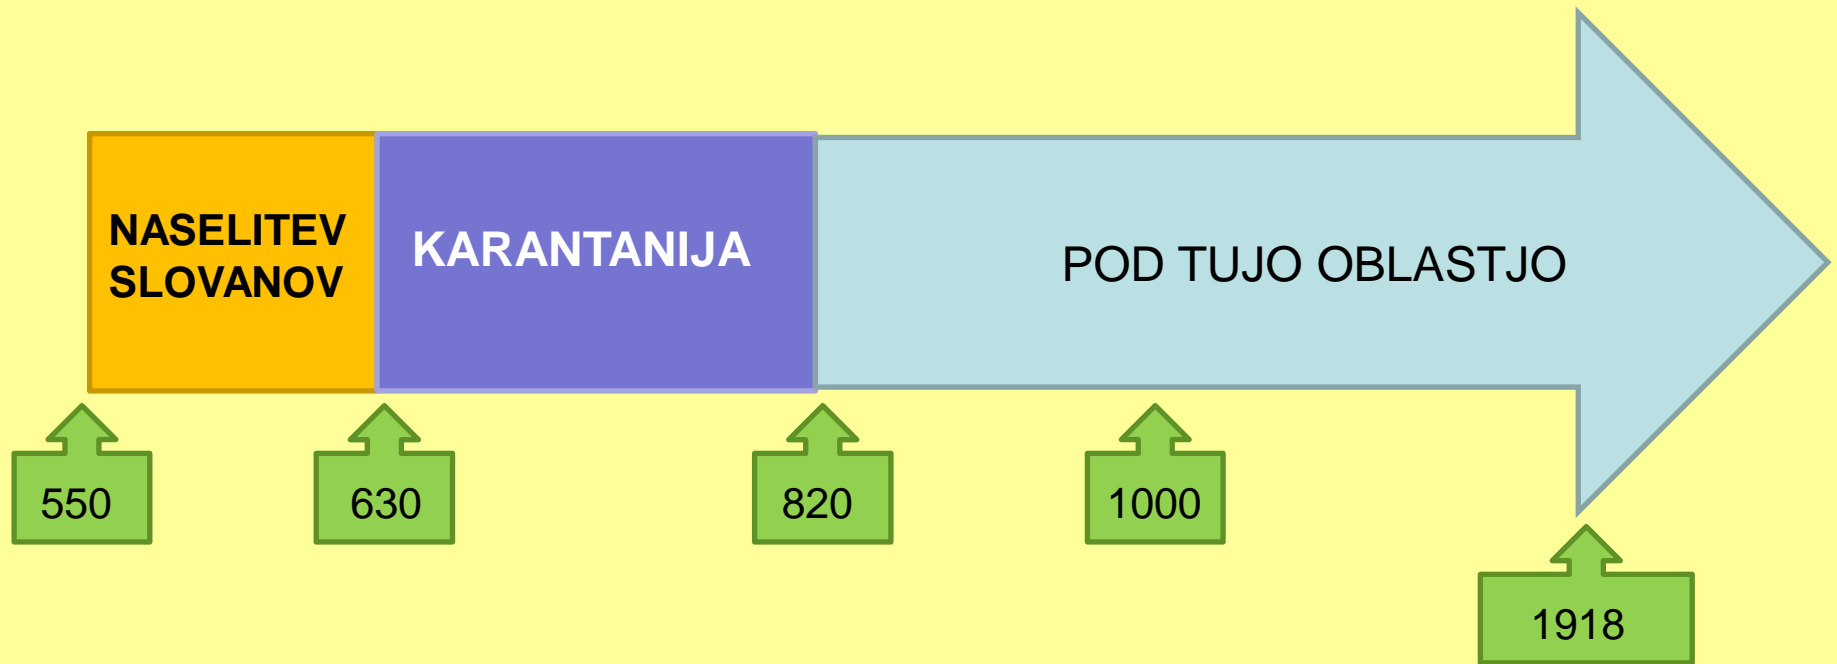 NASELITEV
SLOVANOV
KARANTANIJA
POD TUJO OBLASTJO
550
630
820
1000
1918